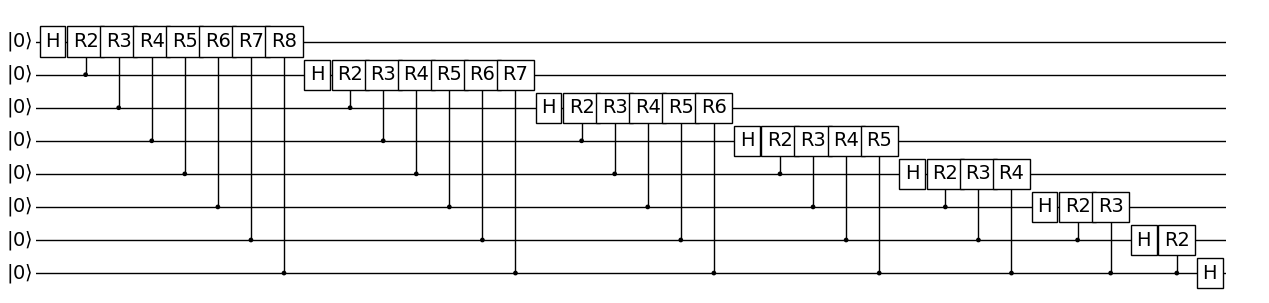 |0⟩ H R2 R3 R4 R5 R6 R7 R8
|0⟩ H R2 R3 R4 R5 R6 R7
|0⟩ H R2 R3 R4 R5 R6
|0⟩ H R2 R3 R4 R5
|0⟩ H R2 R3 R4
|0⟩ H R2 R3
|0⟩ H R2
|0⟩ H